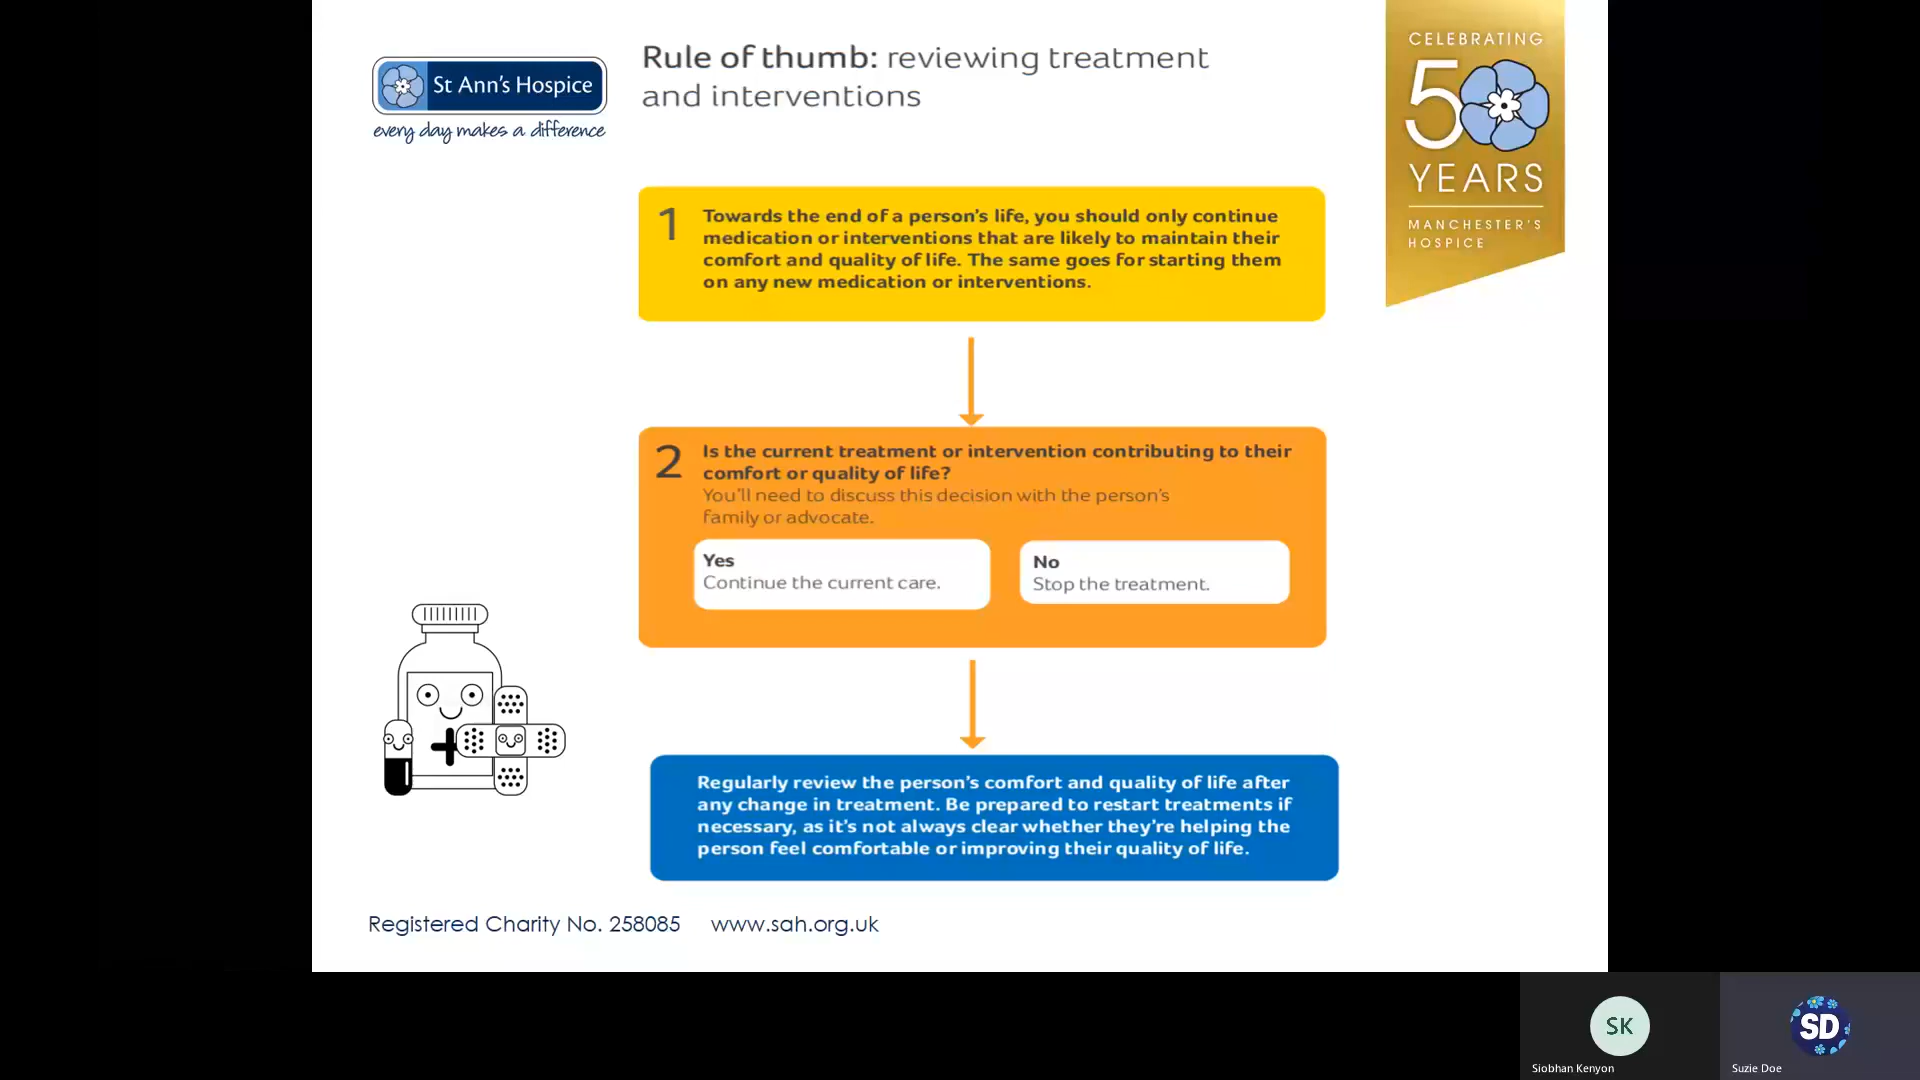 St Ann's Hospice
every day makes a difference
Rule of thumb: reviewing treatment
and interventions
CELEBRATING
50
YEARS
MANCHESTER'S
HOSPICE
1
Towards the end of a person's life, you should only continue
medication or interventions that are likely to maintain their
comfort and quality of life. The same goes for starting them
on any new medication or interventions.
2
Is the current treatment or intervention contributing to their
comfort or quality of life?
You'll need to discuss this decision with the person's
family or advocate.
Yes
Continue the current care.
No
Stop the treatment.
Regularly review the person's comfort and quality of life after
any change in treatment. Be prepared to restart treatments if
necessary, as it's not always clear whether they're helping the
person feel comfortable or improving their quality of life.
Registered Charity No. 258085 www.sah.org.uk
SK
Siobhan Kenyon
SD
Suzie Doe